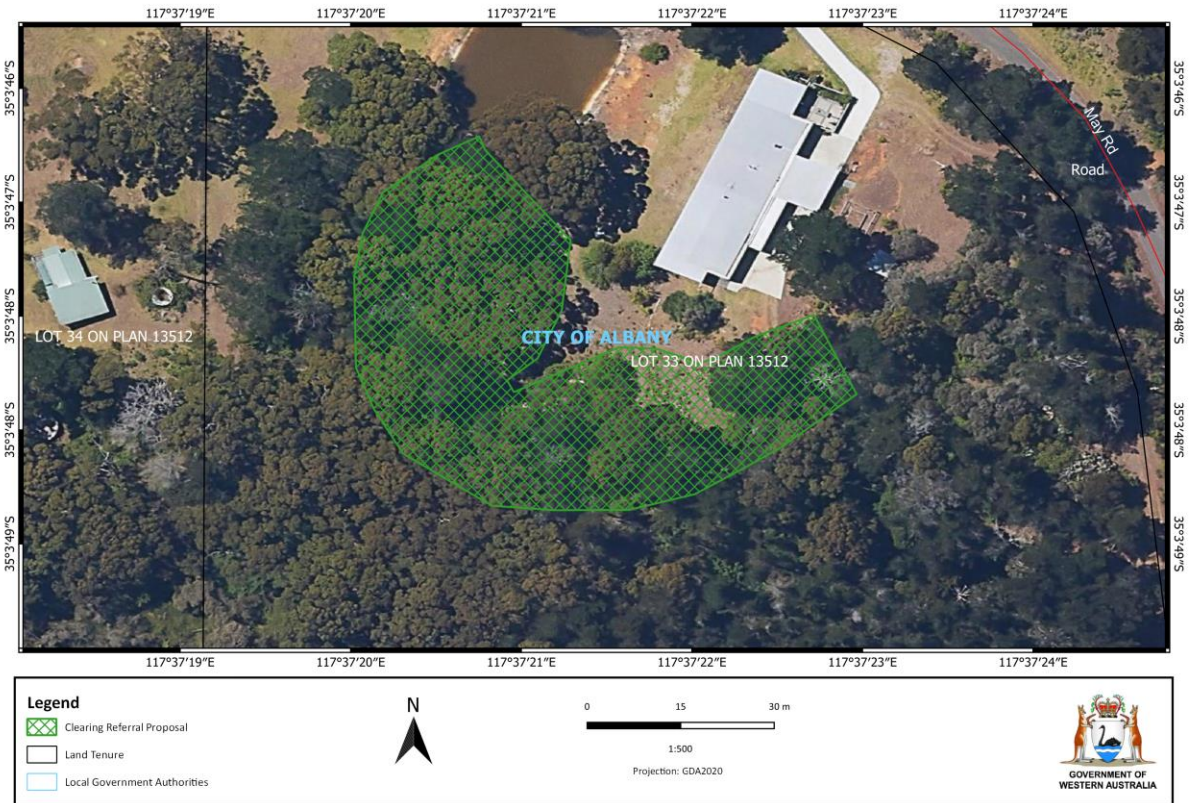 117°37'19"E 117°37'20"E 117°37'21"E 117°37'22"E 117°37'23"E 117°37'24"E
35°3'46"S
35°3'47"S
35°3'48"S
35°3'48"S
35°3'49"S
35°3'46"S
35°3'47"S
35°3'48"S
35°3'48"S
35°3'49"S
May Rd
Road
LOT 34 ON PLAN 13512
CITY OF ALBANY
LOT 33 ON PLAN 13512
117°37'19"E 117°37'20"E 117°37'21"E 117°37'22"E 117°37'23"E 117°37'24"E
Legend
Clearing Referral Proposal
Land Tenure
Local Government Authorities
N
0 15 30 m
1:500
Projection: GDA2020
GOVERNMENT OF
WESTERN AUSTRALIA